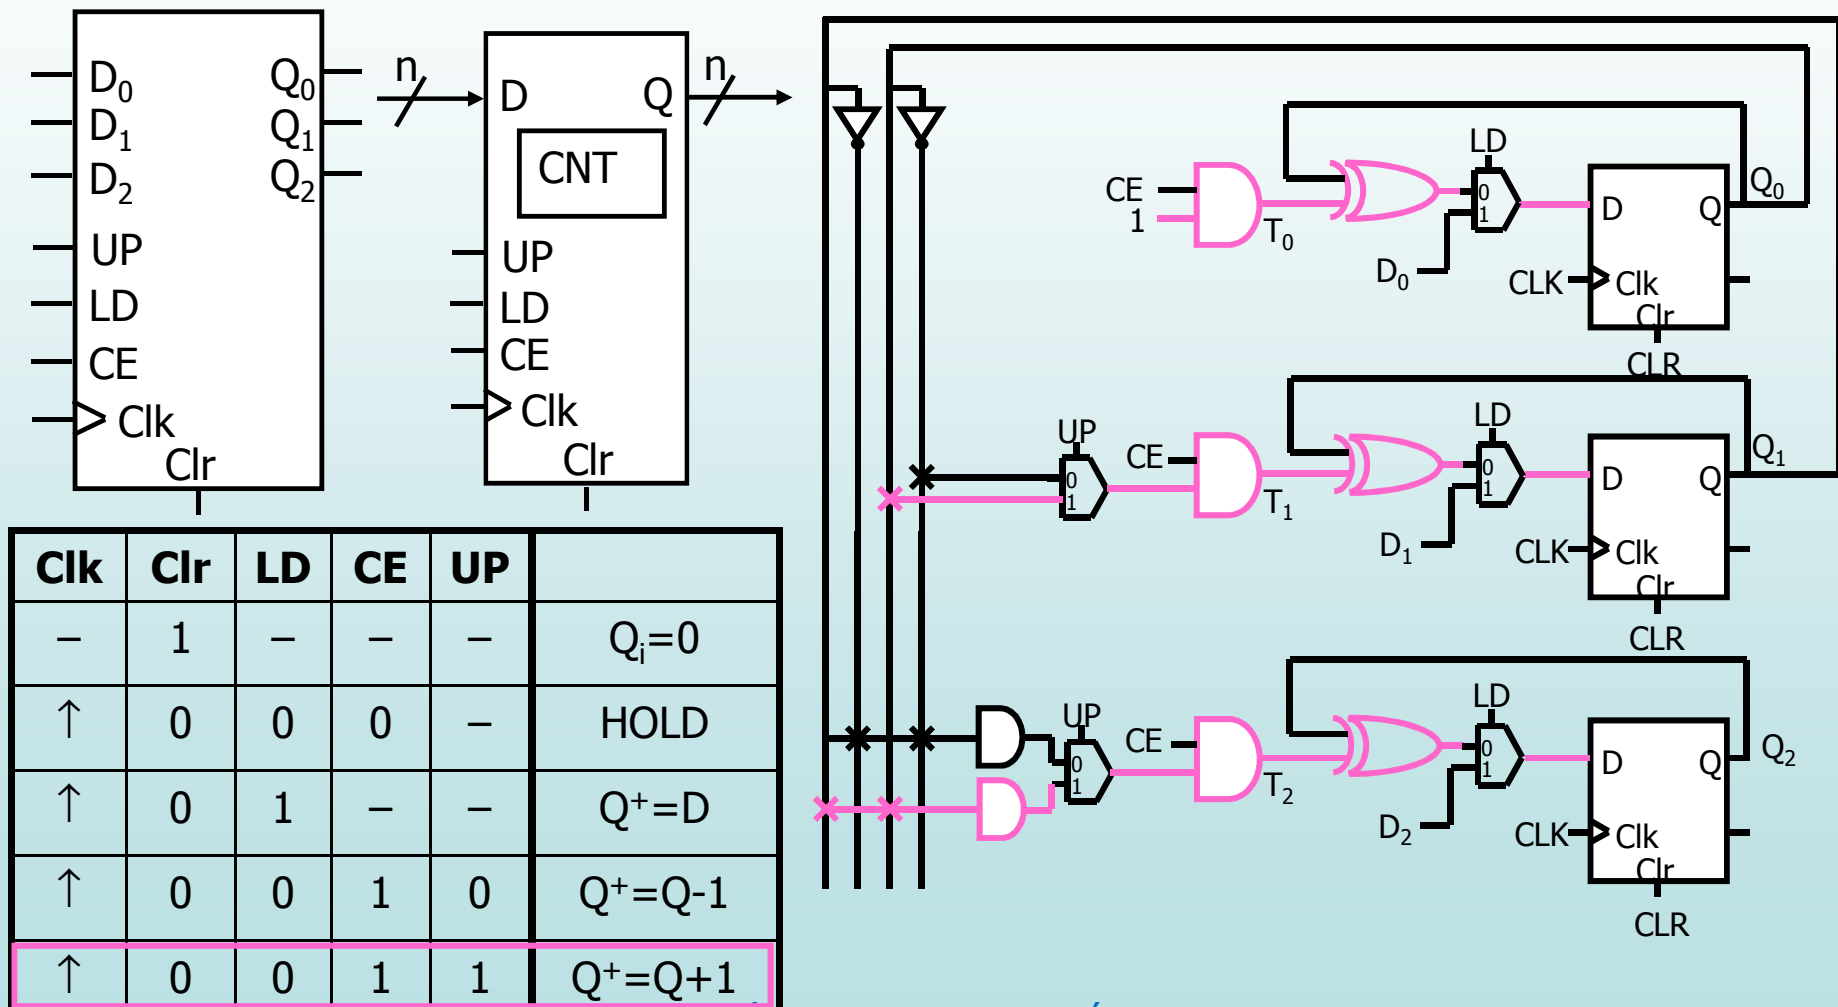 D0 Q0
D1 Q1
D2 Q2
UP
LD
CE
Clk
Clr
n
D Q
n
CNT
UP
LD
CE
Clk
Clr
Clk Clr LD CE UP
– 1 – – – Qi=0
↑ 0 0 0 – HOLD
↑ 0 1 – – Q+=D
↑ 0 0 1 0 Q+=Q-1
↑ 0 0 1 1 Q+=Q+1
LD
CE
1
T0
0
1
D0
D Q
Q0
CLK
Clk
Clr
CLR
UP
0
1
CE
T1
LD
0
1
D1
D Q
Q1
CLK
Clk
Clr
CLR
UP
0
1
CE
T2
LD
0
1
D2
D Q
Q2
CLK
Clk
Clr
CLR